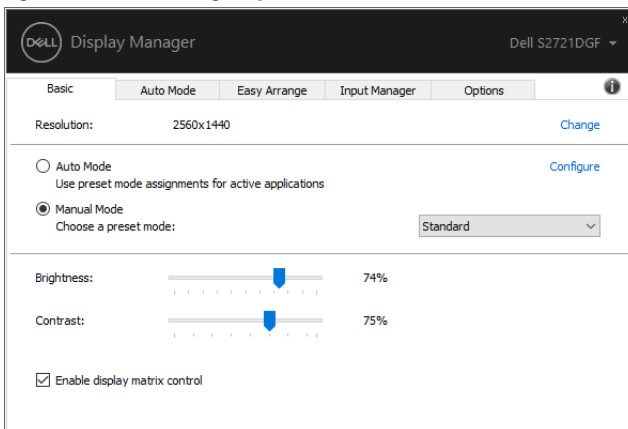 DELL Display Manager
Dell S2721DGF
x
Basic Auto Mode Easy Arrange Input Manager Options i
Resolution: 2560x1440 Change
Auto Mode Configure
Use preset mode assignments for active applications
Manual Mode
Choose a preset mode: Standard
Brightness: 74%
Contrast: 75%
Enable display matrix control